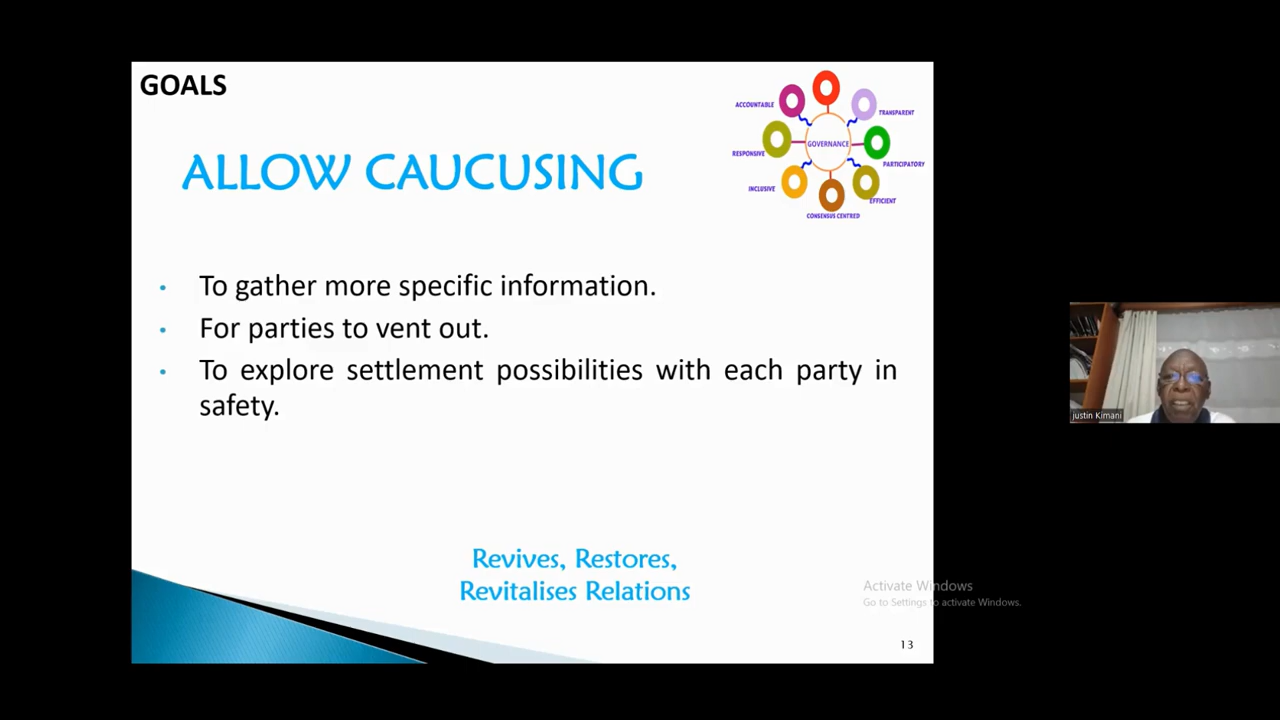 GOALS
ALLOW CAUCUSING
ACCOUNTABLE
TRANSPARENT
RESPONSIVE
GOVERNANCE
PARTICIPATORY
INCLUSIVE
EFFICIENT
CONSENSUS CENTRED
• To gather more specific information.
• For parties to vent out.
• To explore settlement possibilities with each party in
safety.
justin Kimani
Revives, Restores,
Revitalises Relations
Activate Windows
Go to Settings to activate Windows.
13